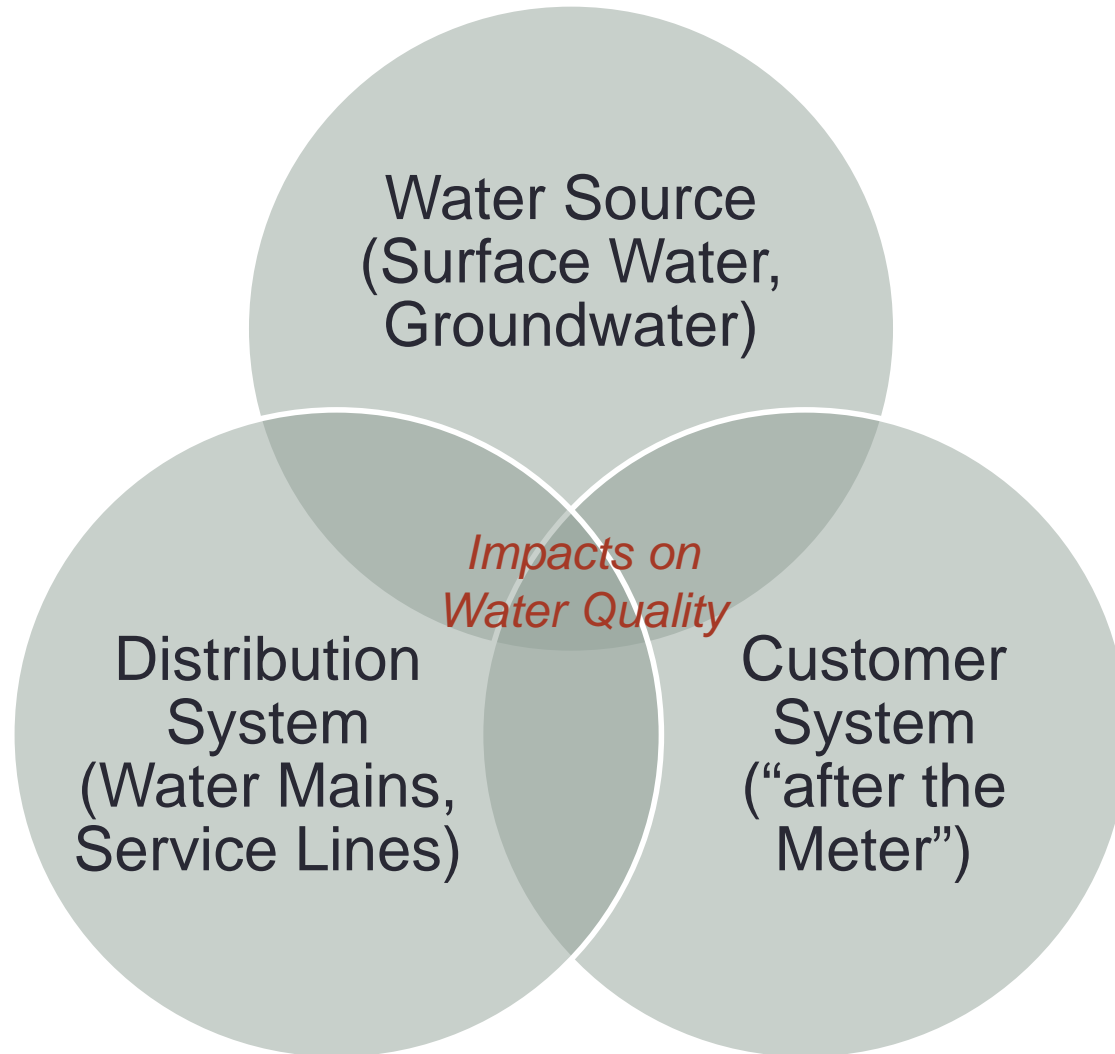 Water Source
(Surface Water,
Groundwater)
Impacts on
Water Quality
Distribution
System
(Water Mains,
Service Lines)
Customer
System
(“after the
Meter”)